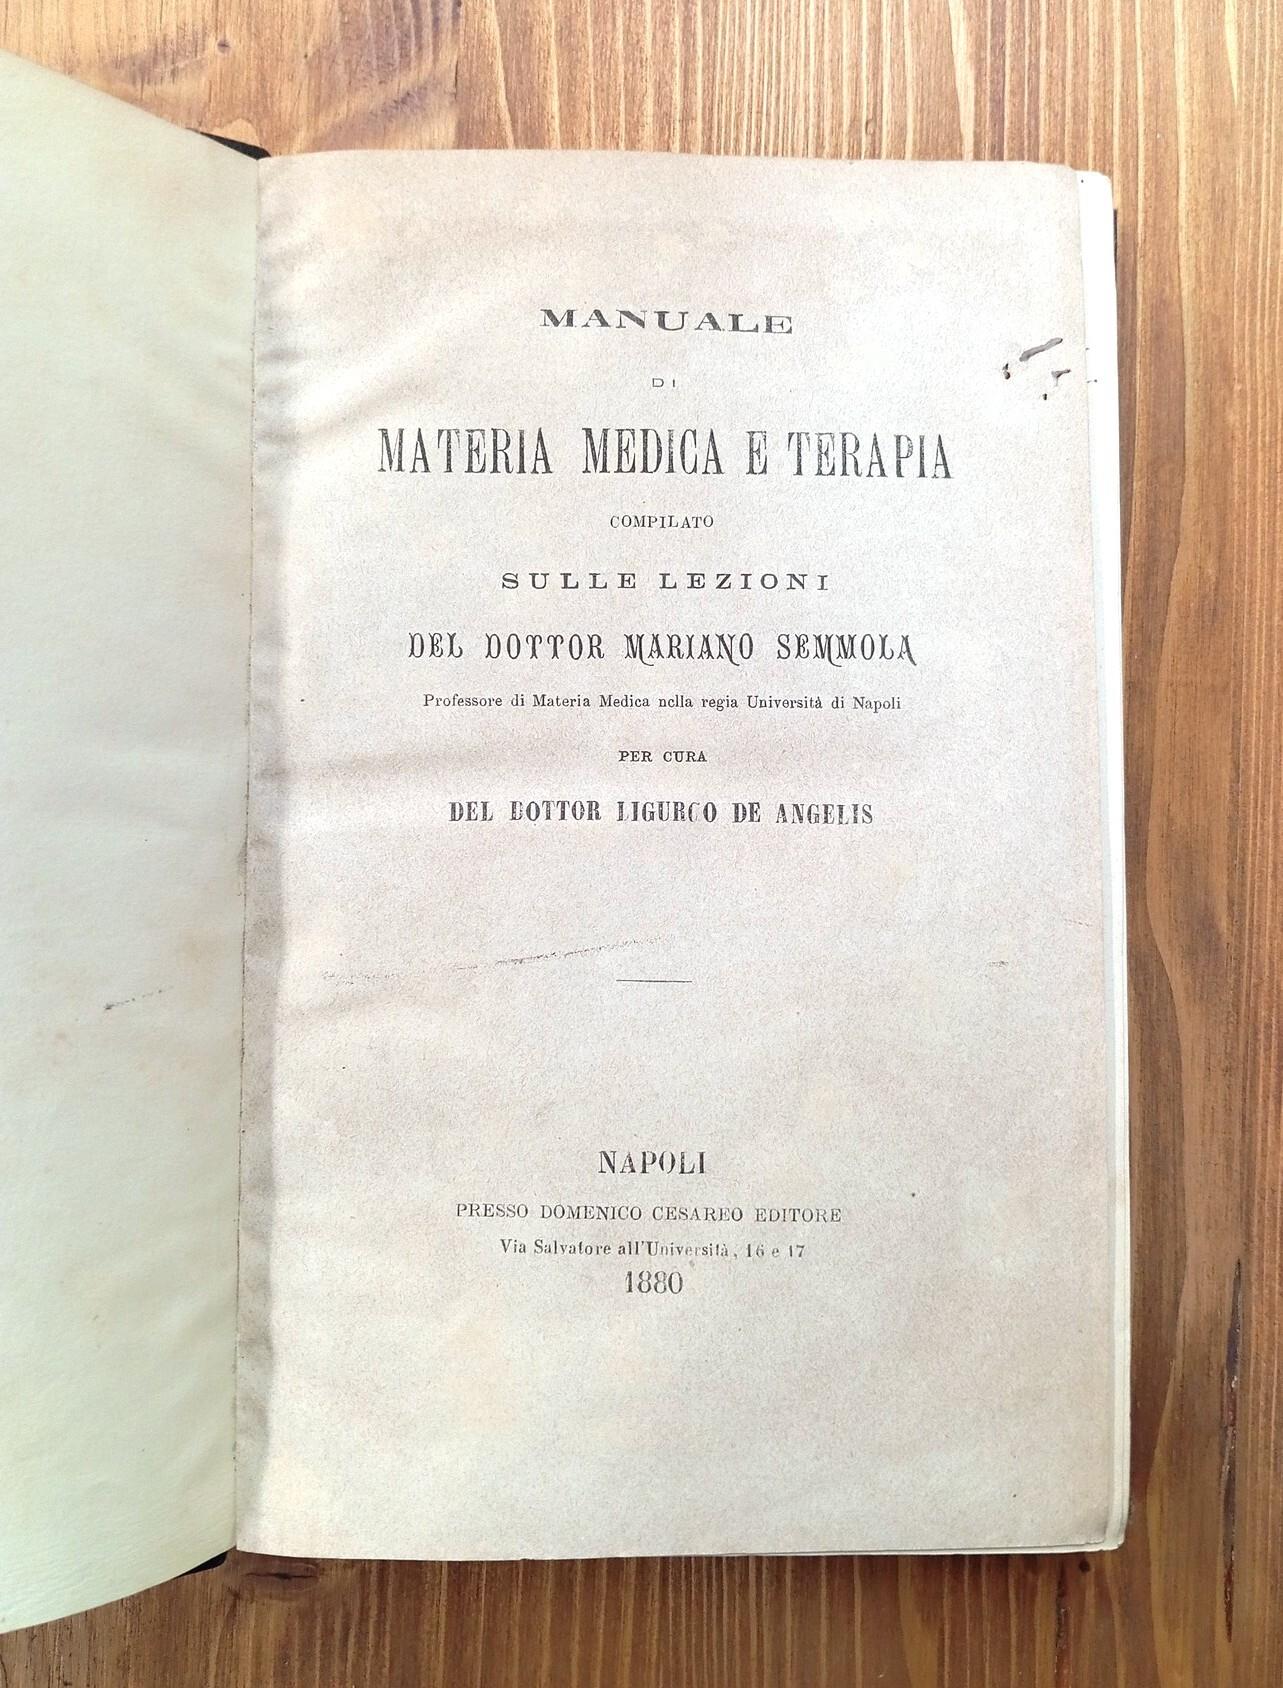 MANUALE
DI
MATERIA MEDICA E TERAPIA
COMPILATO
SULLE LEZIONI
DEL DOTTOR MARIANO SEMMOLA
Professore di Materia Medica nella regia Università di Napoli
PER CURA
DEL DOTTOR LIGURCO DE ANGELIS
NAPOLI
PRESSO DOMENICO CESAREO EDITORE
Via Salvatore all'Università, 16 e 17
1880